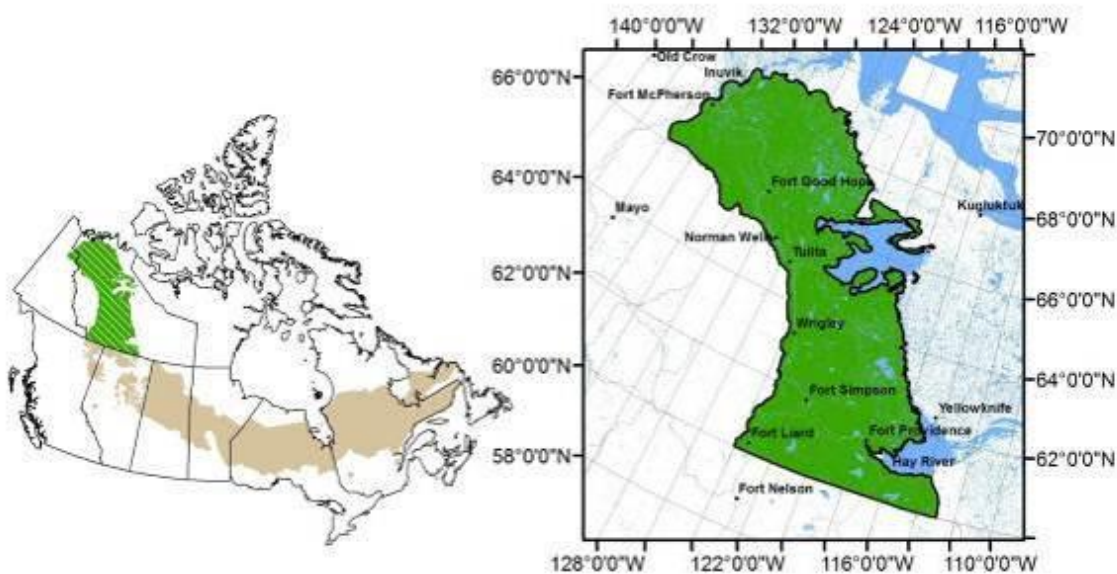 140°0'0"W 132°0'0"W 124°0'0"W 116°0'0"W
Old Crow
Inuvik
66°0'0"N
Fort McPherson
70°0'0"N
64°0'0"N
Fort Good Hope
Mayo
Kugluktuk
68°0'0"N
Norman Wells
Tulita
62°0'0"N
66°0'0"N
Wrigley
60°0'0"N
64°0'0"N
Fort Simpson
Yellowknife
Fort Liard
Fort Providence
58°0'0"N
Hay River
62°0'0"N
Fort Nelson
128°0'0"W 122°0'0"W 116°0'0"W 110°0'0"W